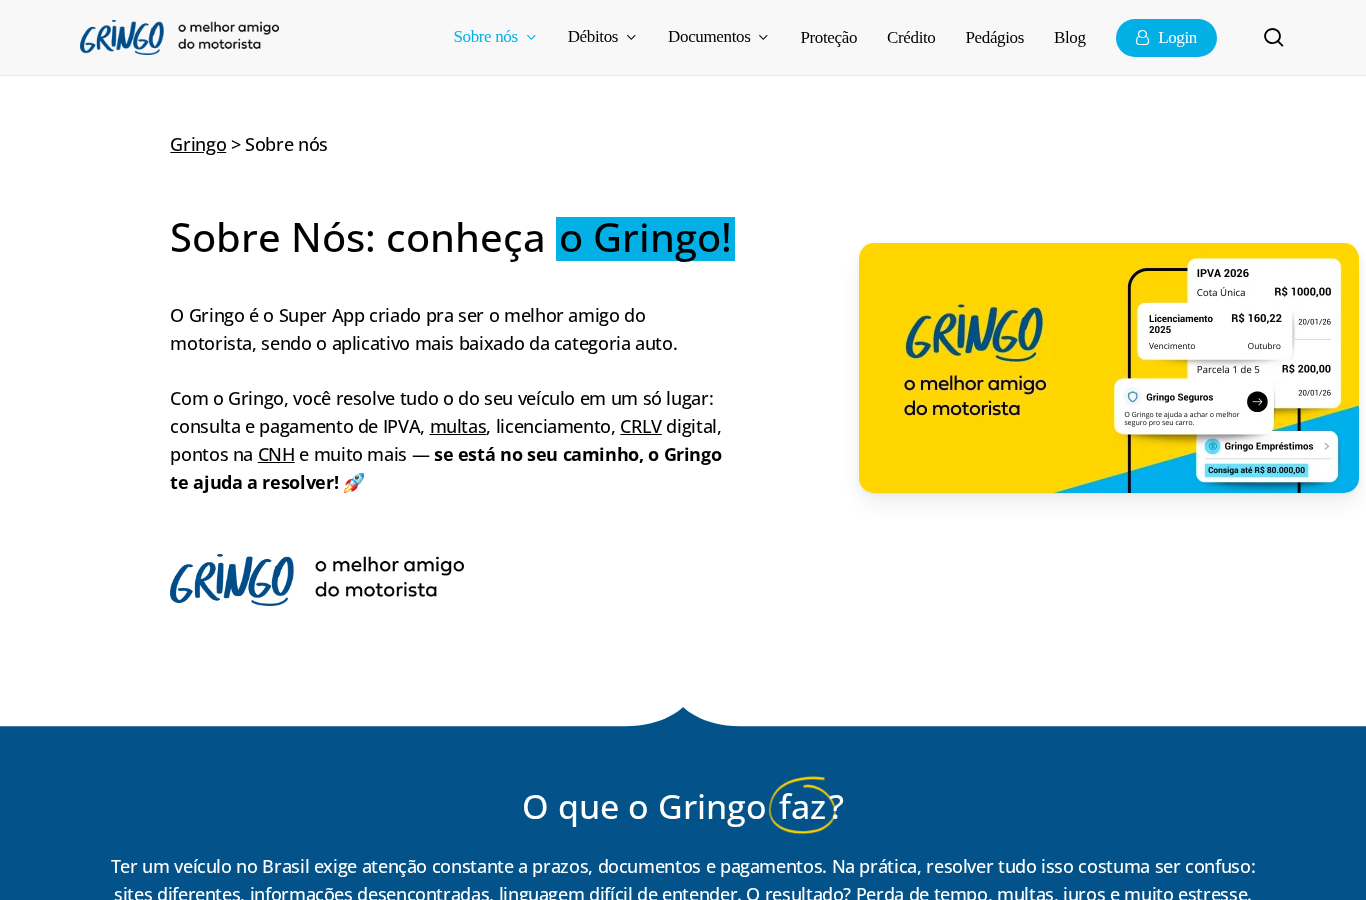 GRINGO o melhor amigo do motorista
Sobre nós Débitos Documentos Proteção Crédito Pedágios Blog Login
Gringo > Sobre nós
Sobre Nós: conheça o Gringo!
O Gringo é o Super App criado pra ser o melhor amigo do
motorista, sendo o aplicativo mais baixado da categoria auto.
Com o Gringo, você resolve tudo o do seu veículo em um só lugar:
consulta e pagamento de IPVA, multas, licenciamento, CRLV digital,
pontos na CNH e muito mais — se está no seu caminho, o Gringo
te ajuda a resolver! 🚀
GRINGO
o melhor amigo
do motorista
GRINGO
o melhor amigo
do motorista
IPVA 2026
Cota Única R$ 1000,00
20/01/26
Licenciamento
2025
R$ 160,22
Vencimento Outubro
Parcela 1 de 5 R$ 200,00
20/01/26
Gringo Seguros
O Gringo te ajuda a achar o melhor
seguro pro seu carro.
Gringo Empréstimos
Consiga até R$ 80.000,00
O que o Gringo faz?
Ter um veículo no Brasil exige atenção constante a prazos, documentos e pagamentos. Na prática, resolver tudo isso costuma ser confuso:
sites diferentes, informações desencontradas, linguagem difícil de entender. O resultado? Perda de tempo, multas, juros e muito estresse.